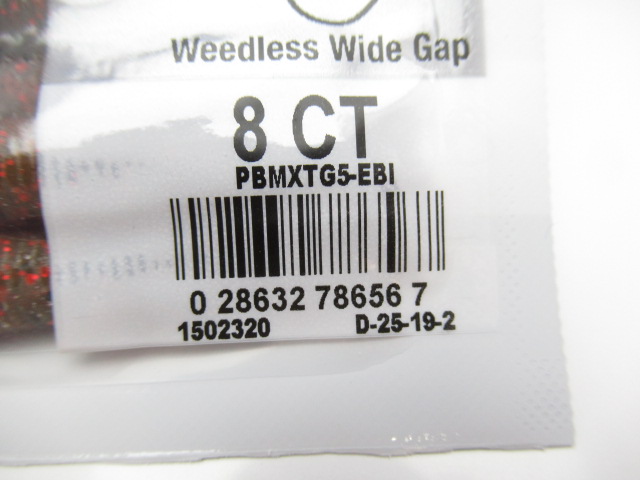 Weedless Wide Gap
8 CT
PBMXTG5-EBI
0 28632 78656 7
1502320 D-25-19-2